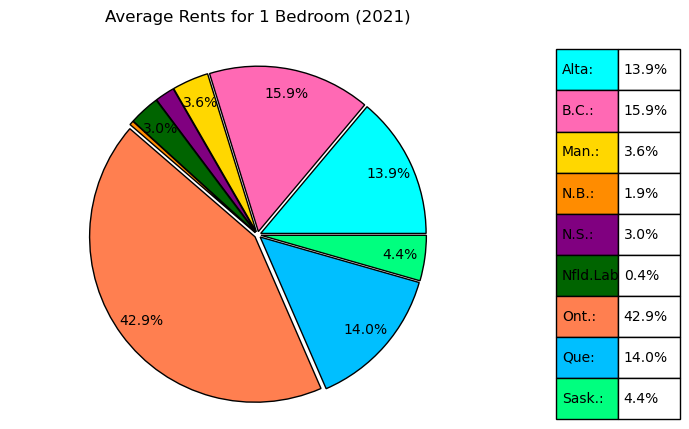 Average Rents for 1 Bedroom (2021)
15.9%
3.6%
3.0%
13.9%
4.4%
14.0%
42.9%
Alta: 13.9%
B.C.: 15.9%
Man.: 3.6%
N.B.: 1.9%
N.S.: 3.0%
Nfld.Lab 0.4%
Ont.: 42.9%
Que: 14.0%
Sask.: 4.4%